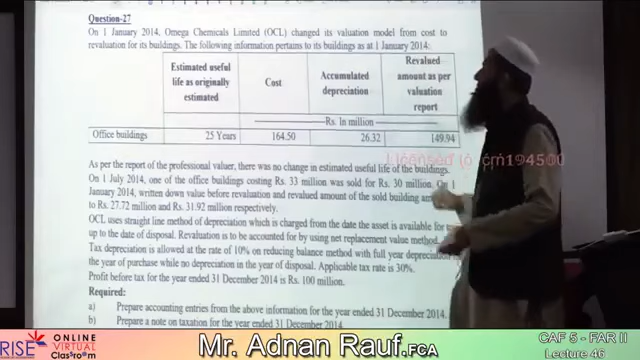 Question-27
On 1 January 2014, Omega Chemicals Limited (OCL) changed its valuation model from cost to
revaluation for its buildings. The following information pertains to its buildings as at 1 January 2014:
Estimated useful life as originally estimated Cost Accumulated depreciation Revalued amount as per valuation report
Rs. In million
Office buildings 25 Years 164.50 26.32 149.94
Licensed to cm194500
As per the report of the professional valuer, there was no change in estimated useful life of the buildings.
On 1 July 2014, one of the office buildings costing Rs. 33 million was sold for Rs. 30 million. On 1
January 2014, written down value before revaluation and revalued amount of the sold building
to Rs. 27.72 million and Rs. 31.92 million respectively.
OCL uses straight line method of depreciation which is charged from the date the asset is available for
up to the date of disposal. Revaluation is to be accounted for by using net replacement value method
Tax depreciation is allowed at the rate of 10% on reducing balance method with full year depreciation
the year of purchase while no depreciation in the year of disposal. Applicable tax rate is 30%.
Profit before tax for the year ended 31 December 2014 is Rs. 100 million.
Required:
a) Prepare accounting entries from the above information for the year ended 31 December 2014.
b) Prepare a note on taxation for the year ended 31 December 2014.
RISE ONLINE VIRTUAL Classroom
Mr. Adnan Rauf.FCA
CAF 5 - FAR II
Lecture 46